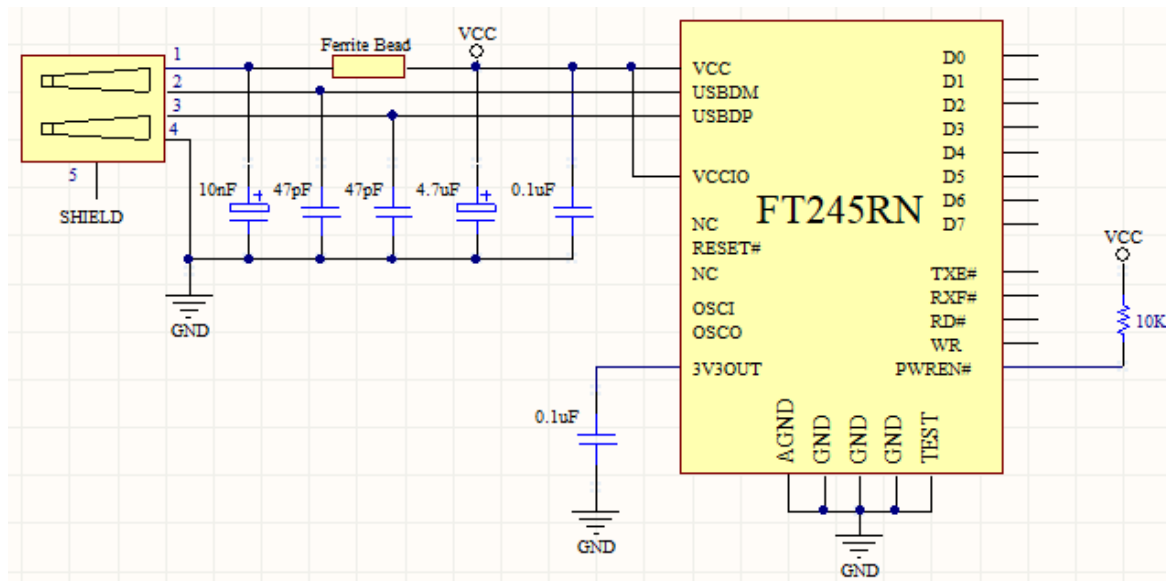 VCC
Ferrite Bead
1
2
3
4
5
SHIELD
10nF
47pF
47pF
4.7uF
0.1uF
GND
VCC
USBDM
USBDP
VCCIO
NC
RESET#
NC
OSCI
OSCO
3V3OUT
FT245RN
D0
D1
D2
D3
D4
D5
D6
D7
TXE#
RXF#
RD#
WR
PWREN#
VCC
10K
0.1uF
GND
AGND
GND
GND
GND
TEST
GND